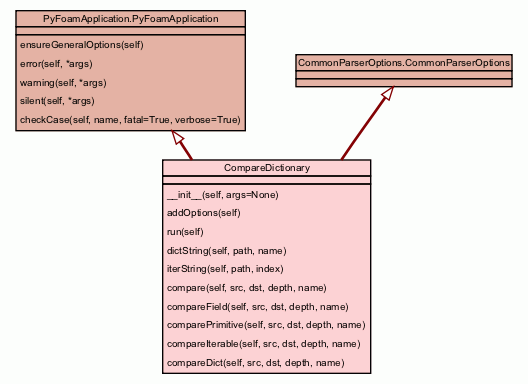 PyFoamApplication.PyFoamApplication
ensureGeneralOptions(self)
error(self, *args)
warning(self, *args)
silent(self, *args)
checkCase(self, name, fatal=True, verbose=True)
CommonParserOptions.CommonParserOptions
CompareDictionary
__init__(self, args=None)
addOptions(self)
run(self)
dictString(self, path, name)
iterString(self, path, index)
compare(self, src, dst, depth, name)
compareField(self, src, dst, depth, name)
comparePrimitive(self, src, dst, depth, name)
compareIterable(self, src, dst, depth, name)
compareDict(self, src, dst, depth, name)